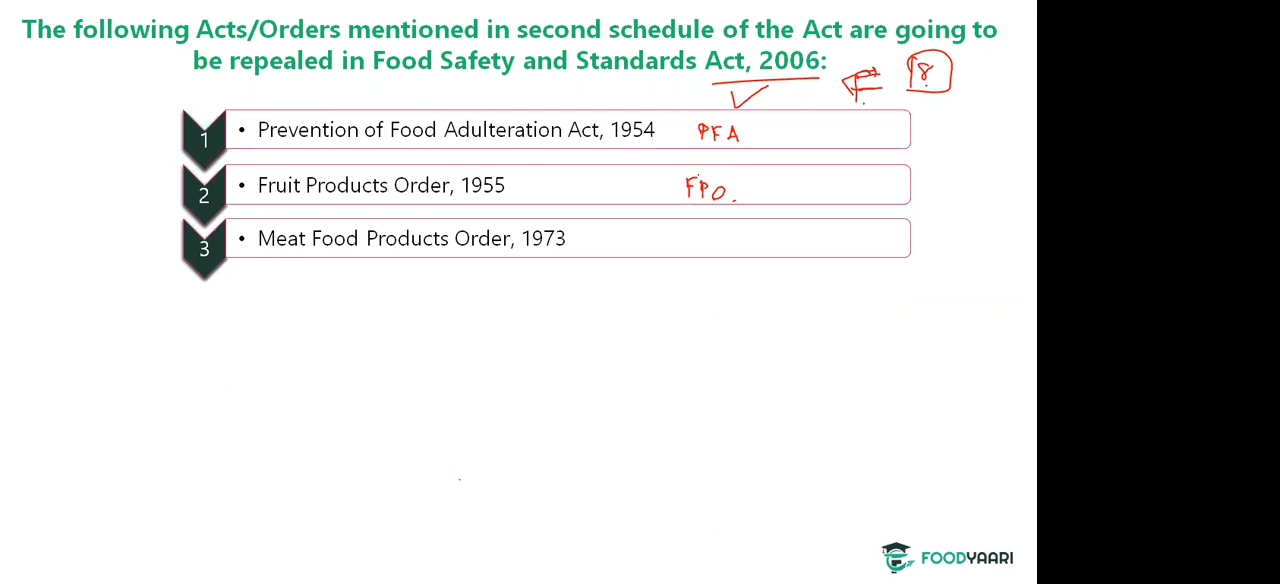 The following Acts/Orders mentioned in second schedule of the Act are going to
be repealed in Food Safety and Standards Act, 2006:
8
1 • Prevention of Food Adulteration Act, 1954 PFA
2 • Fruit Products Order, 1955 FPO.
3 • Meat Food Products Order, 1973
FOODYAARI